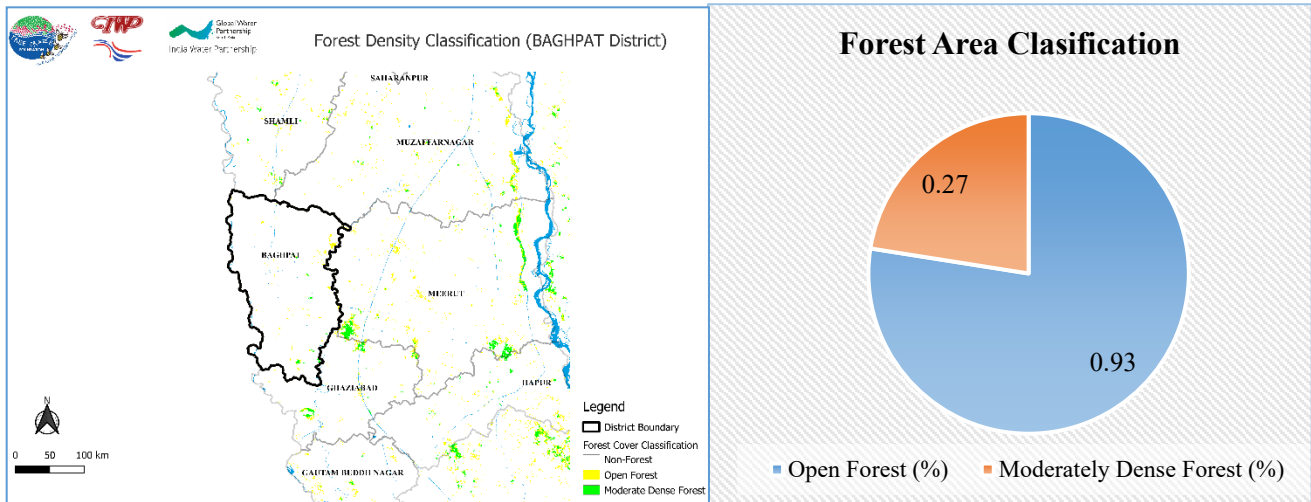 Global Water
Partnership
India Water Partnership
IWP
Forest Density Classification (BAGHPAT District)
SAHARANPUR
SHAMLI
MUZAFFARNAGAR
BAGHPAT
MEERUT
GHAZIABAD
HAPUR
GAUTAM BUDDH NAGAR
N
0 50 100 km
Legend
District Boundary
Forest Cover Classification
Non-Forest
Open Forest
Moderate Dense Forest
Forest Area Clasification
0.27
0.93
Open Forest (%) Moderately Dense Forest (%)